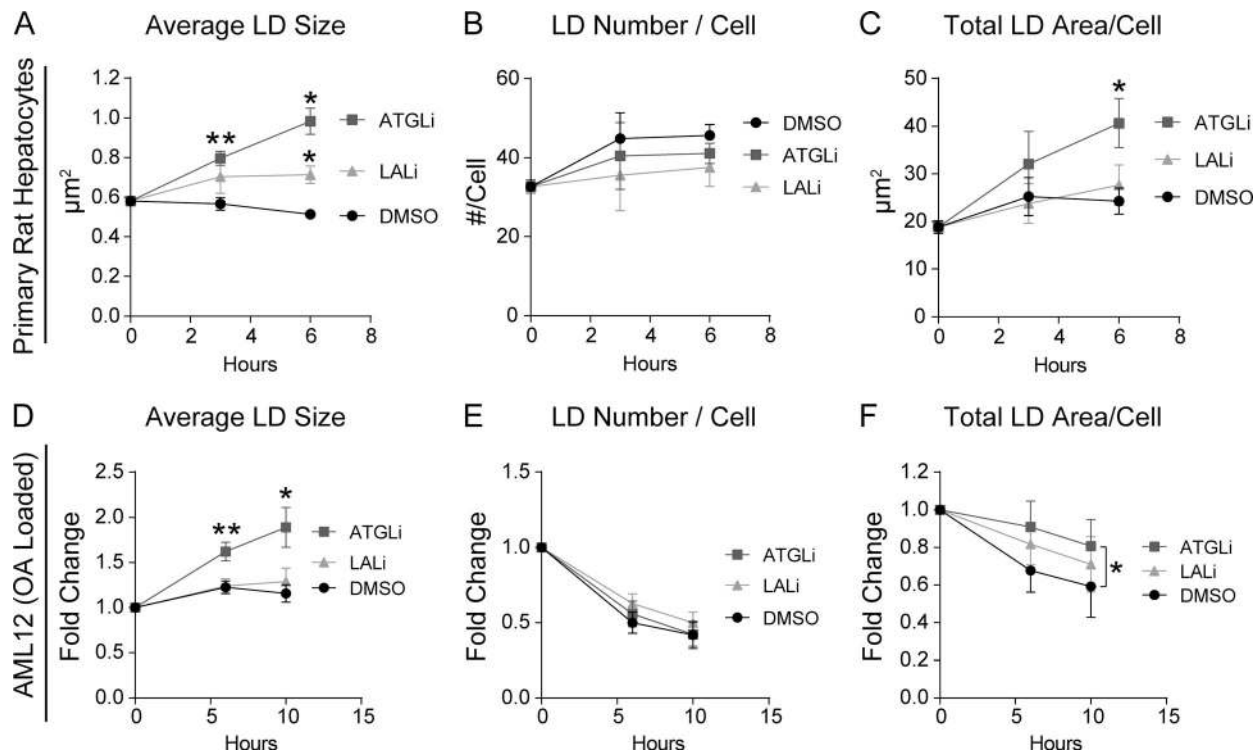 A Average LD Size
B LD Number / Cell
C Total LD Area/Cell
Primary Rat Hepatocytes
µm²
1.2
1.0
0.8
0.6
0.4
0.2
0.0
** * *
ATGLi
LALi
DMSO
0 2 4 6 8
Hours
#/Cell
60
40
20
0
DMSO
ATGLi
LALi
0 2 4 6 8
Hours
µm²
50
40
30
20
10
0
*
ATGLi
LALi
DMSO
0 2 4 6 8
Hours
D Average LD Size
E LD Number / Cell
F Total LD Area/Cell
AML12 (OA Loaded)
Fold Change
2.5
2.0
1.5
1.0
0.5
0.0
** *
ATGLi
LALi
DMSO
0 5 10 15
Hours
Fold Change
1.5
1.0
0.5
0.0
ATGLi
LALi
DMSO
0 5 10 15
Hours
Fold Change
1.2
1.0
0.8
0.6
0.4
0.2
0.0
ATGLi
LALi
DMSO
*
0 5 10 15
Hours